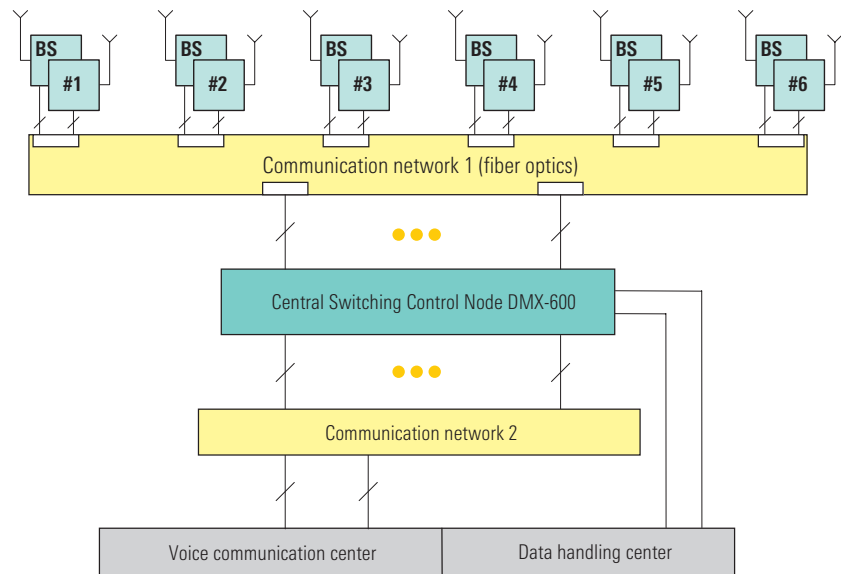 BS BS BS BS BS BS
#1 #2 #3 #4 #5 #6
Communication network 1 (fiber optics)
Central Switching Control Node DMX-600
Communication network 2
Voice communication center
Data handling center